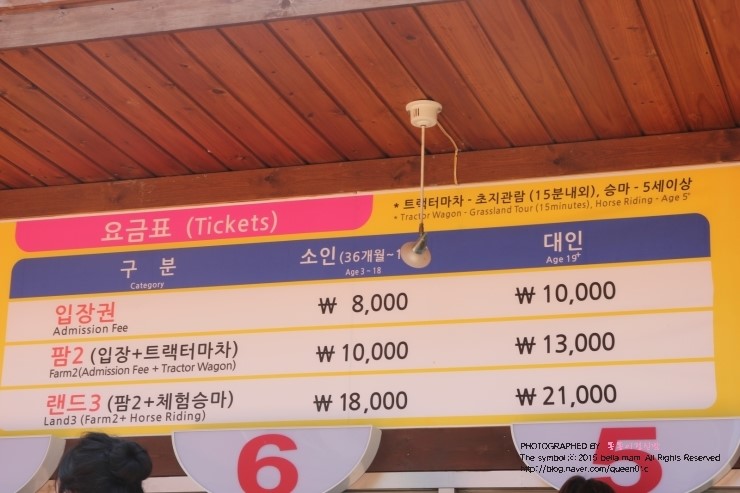 요금표 (Tickets)
* 트랙터마차 - 초지관람 (15분내외), 승마 - 5세이상
* Tractor Wagon - Grassland Tour (15minutes), Horse Riding - Age 5+
구 분
Category
소인 (36개월~1
Age 3 ~ 18
대인
Age 19+
입장권
Admission Fee
₩ 8,000
₩ 10,000
팜2 (입장+트랙터마차)
Farm2(Admission Fee + Tractor Wagon)
₩ 10,000
₩ 13,000
랜드3 (팜2+체험승마)
Land3 (Farm2+ Horse Riding)
₩ 18,000
₩ 21,000
6
5
PHOTOGRAPHED BY
The symbol.ⓒ 2015 bella mam All Rights Reserved
http://blog.naver.com/queen01c